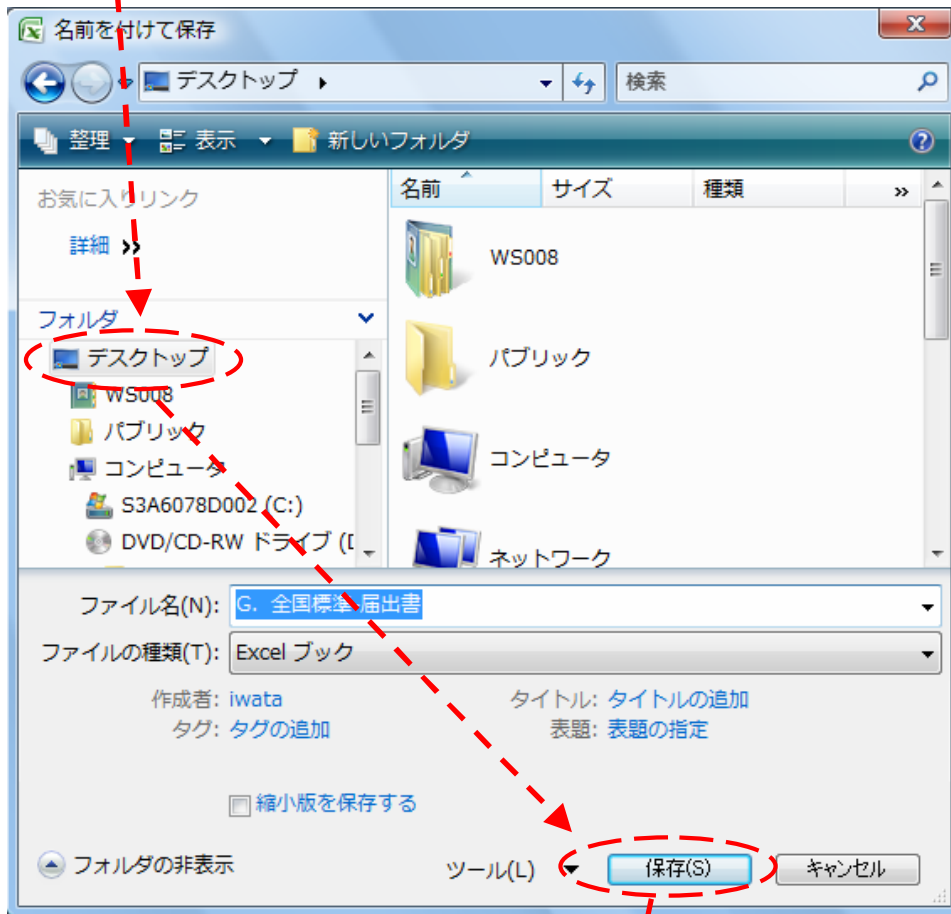 名前を付けて保存
デスクトップ
検索
整理 表示 新しいフォルダ
お気に入りリンク
詳細 »
フォルダ
デスクトップ
WS008
パブリック
コンピュータ
S3A6078D002 (C:)
DVD/CD-RW ドライブ (D
名前 サイズ 種類 »
WS008
パブリック
コンピュータ
ネットワーク
ファイル名(N): G. 全国標準-届出書
ファイルの種類(T): Excel ブック
作成者: iwata タイトル: タイトルの追加
タグ: タグの追加 表題: 表題の指定
縮小版を保存する
フォルダの非表示 ツール(L) 保存(S) キャンセル